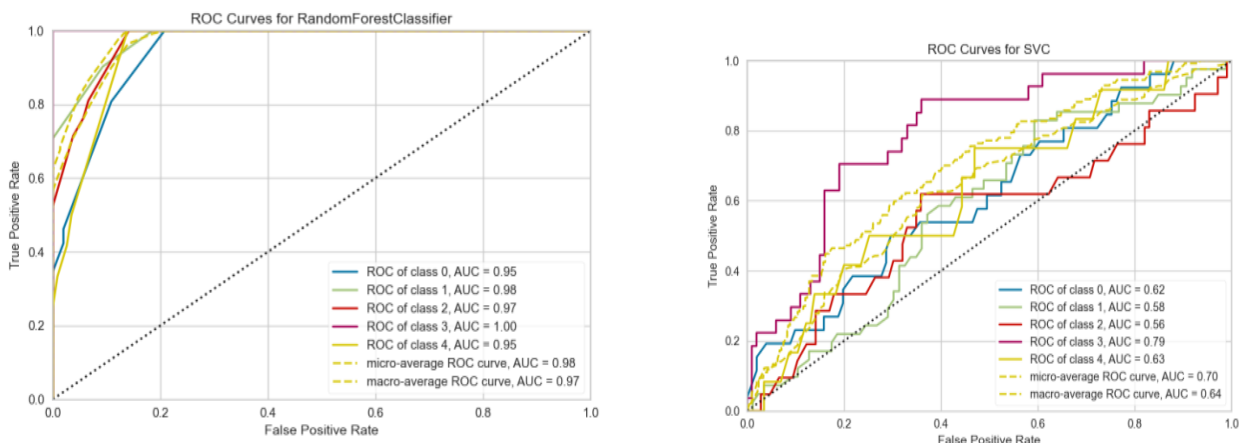 ROC Curves for RandomForestClassifier
1.0
0.8
0.6
0.4
0.2
0.0
True Positive Rate
ROC of class 0, AUC = 0.95
ROC of class 1, AUC = 0.98
ROC of class 2, AUC = 0.97
ROC of class 3, AUC = 1.00
ROC of class 4, AUC = 0.95
micro-average ROC curve, AUC = 0.98
macro-average ROC curve, AUC = 0.97
0.0 0.2 0.4 0.6 0.8 1.0
False Positive Rate
ROC Curves for SVC
1.0
0.8
0.6
0.4
0.2
0.0
True Positive Rate
ROC of class 0, AUC = 0.62
ROC of class 1, AUC = 0.58
ROC of class 2, AUC = 0.56
ROC of class 3, AUC = 0.79
ROC of class 4, AUC = 0.63
micro-average ROC curve, AUC = 0.70
macro-average ROC curve, AUC = 0.64
0.0 0.2 0.4 0.6 0.8 1.0
False Positive Rate